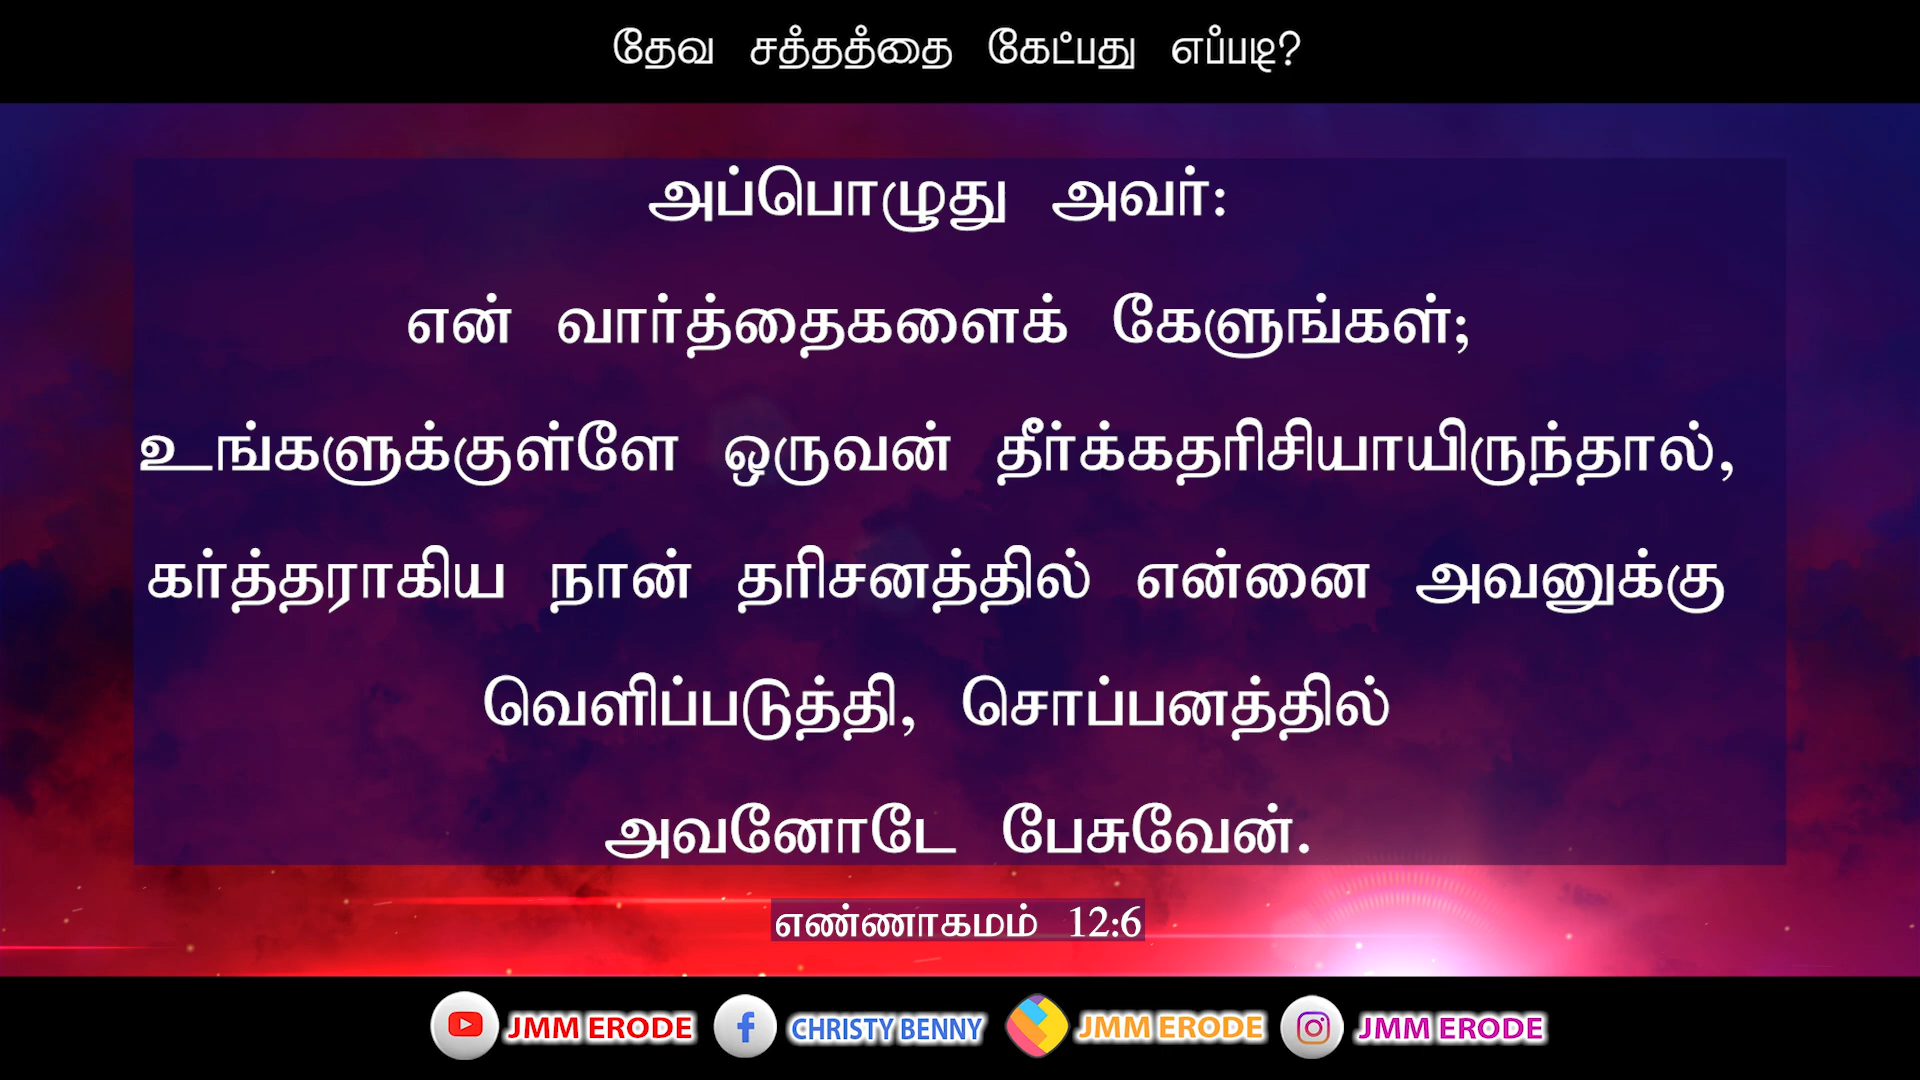 தேவ சத்தத்தை கேட்பது எப்படி?
அப்பொழுது அவர்:
என் வார்த்தைகளைக் கேளுங்கள்;
உங்களுக்குள்ளே ஒருவன் தீர்க்கதரிசியாயிருந்தால்,
கர்த்தராகிய நான் தரிசனத்தில் என்னை அவனுக்கு
வெளிப்படுத்தி, சொப்பனத்தில்
அவனோடே பேசுவேன்.
எண்ணாகமம் 12:6
JMM ERODE CHRISTY BENNY JMM ERODE JMM ERODE